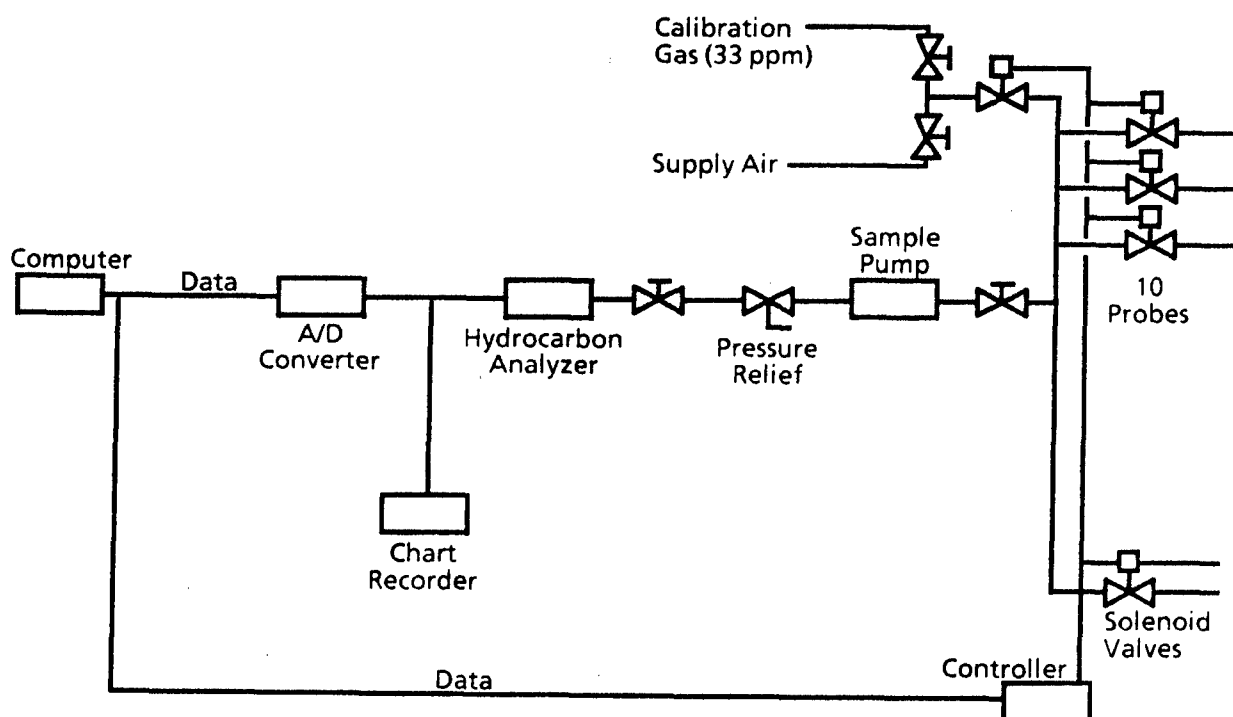 Calibration
Gas (33 ppm)
Supply Air
Computer
Data
A/D
Converter
Hydrocarbon
Analyzer
Pressure
Relief
Sample
Pump
10
Probes
Chart
Recorder
Solenoid
Valves
Controller
Data